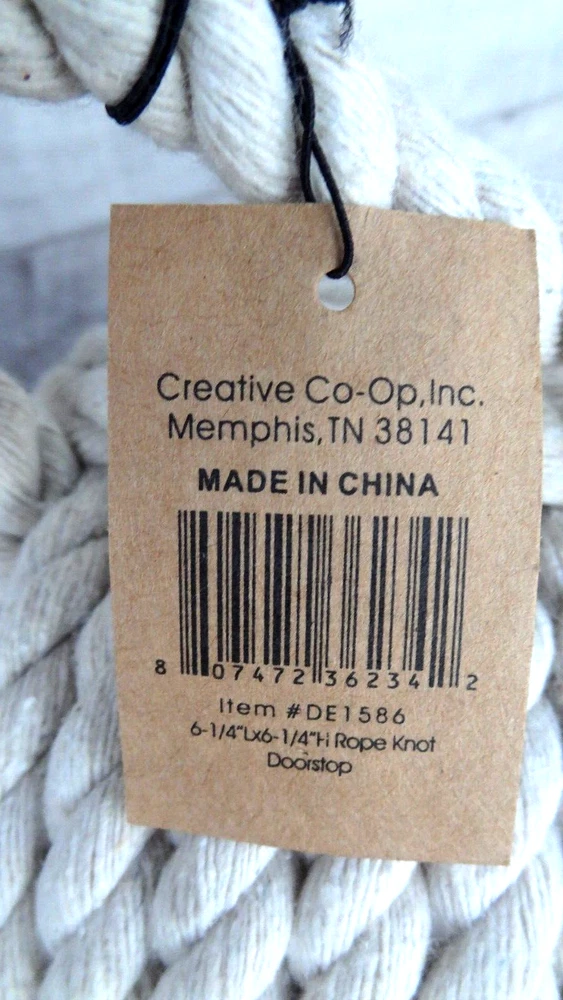 Creative Co-Op,Inc.
Memphis,TN 38141
MADE IN CHINA
8 07472 36234 2
Item #DE1586
6-1/4"Lx6-1/4"H Rope Knot
Doorstop